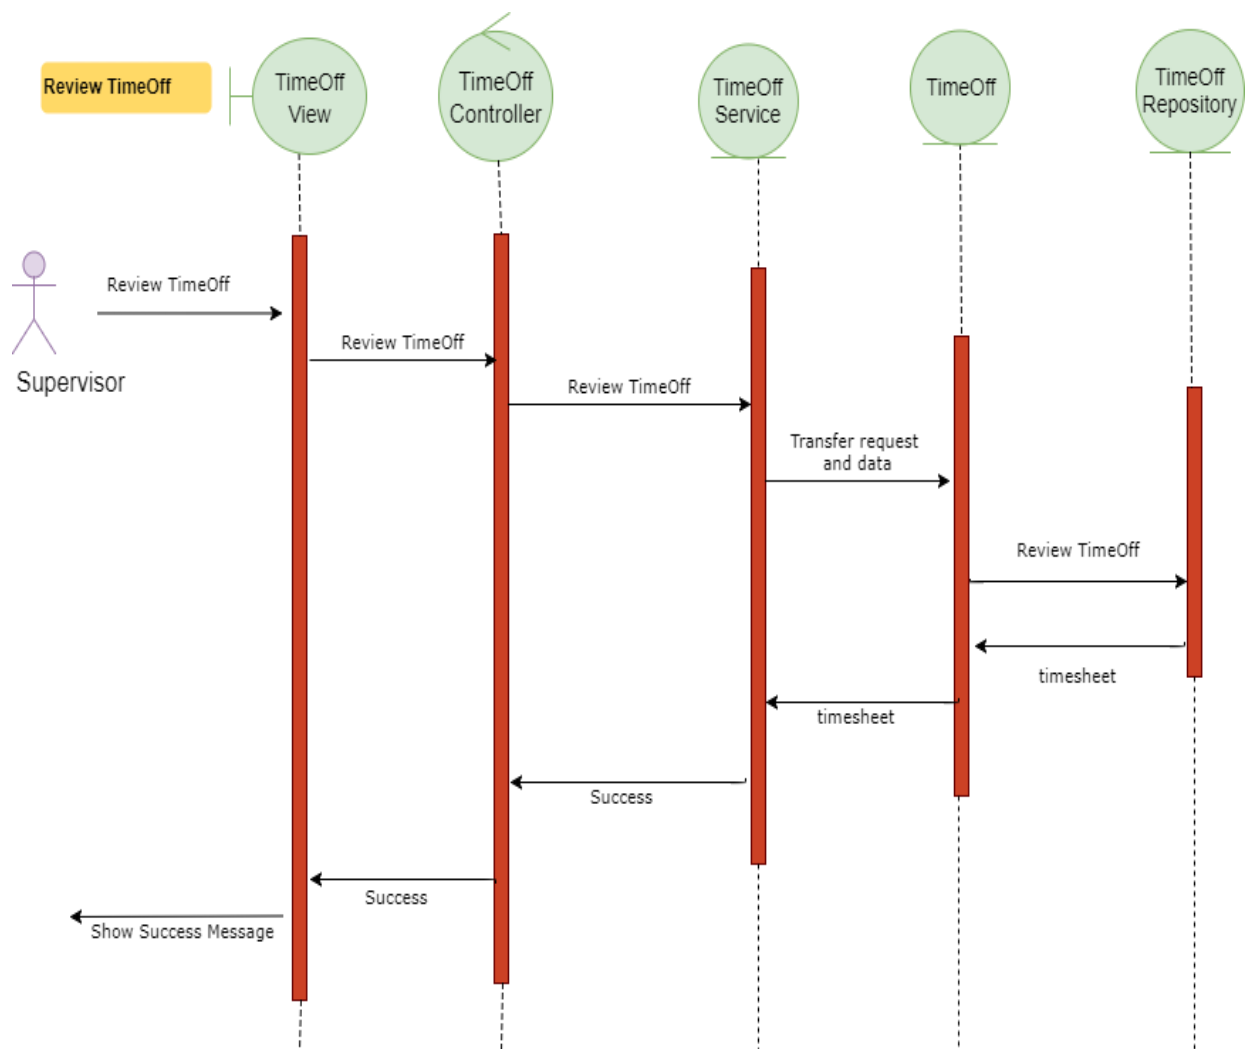 Review TimeOff
TimeOff
View
TimeOff
Controller
TimeOff
Service
TimeOff
TimeOff
Repository
Supervisor
Review TimeOff
Review TimeOff
Review TimeOff
Transfer request
and data
Review TimeOff
timesheet
timesheet
Success
Success
Show Success Message